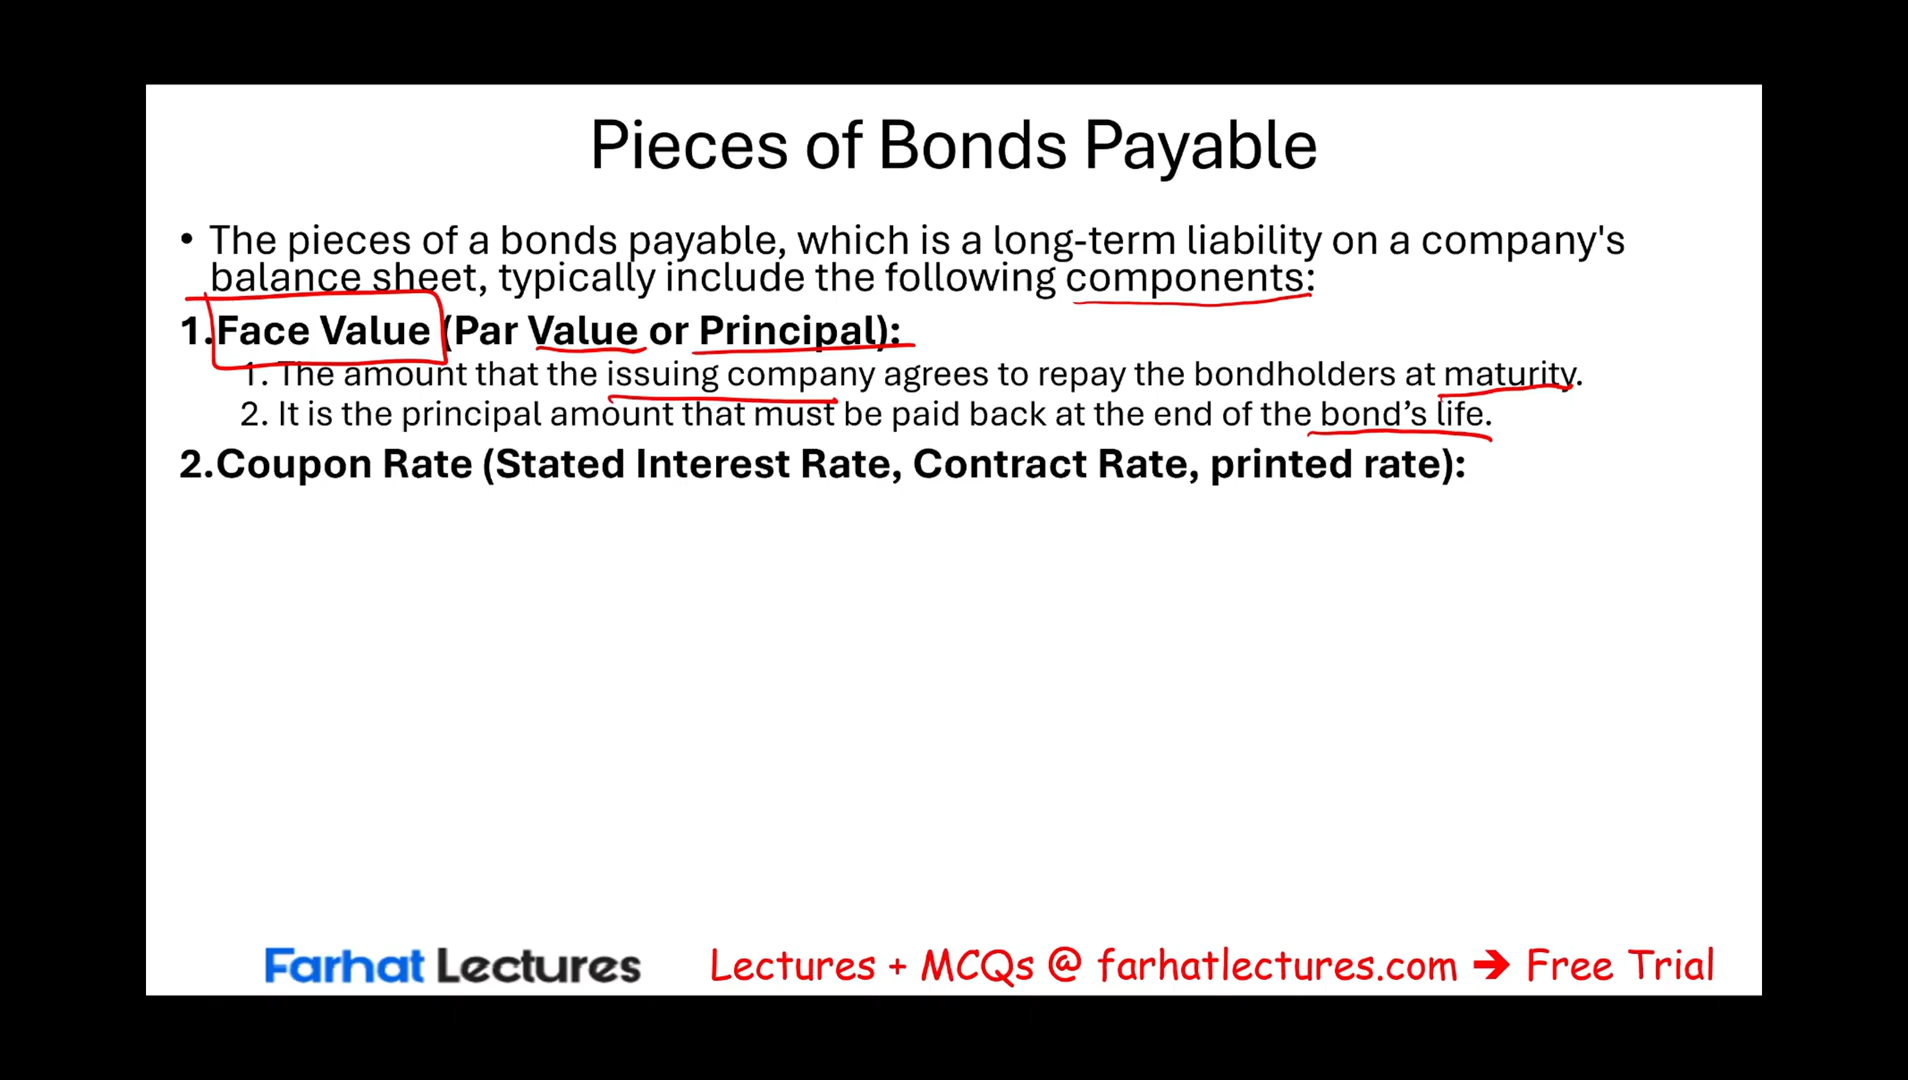 Pieces of Bonds Payable
• The pieces of a bonds payable, which is a long-term liability on a company's
balance sheet, typically include the following components:
1.Face Value (Par Value or Principal):
1. The amount that the issuing company agrees to repay the bondholders at maturity.
2. It is the principal amount that must be paid back at the end of the bond’s life.
2.Coupon Rate (Stated Interest Rate, Contract Rate, printed rate):
Farhat Lectures
Lectures + MCQs @ farhatlectures.com ➔ Free Trial